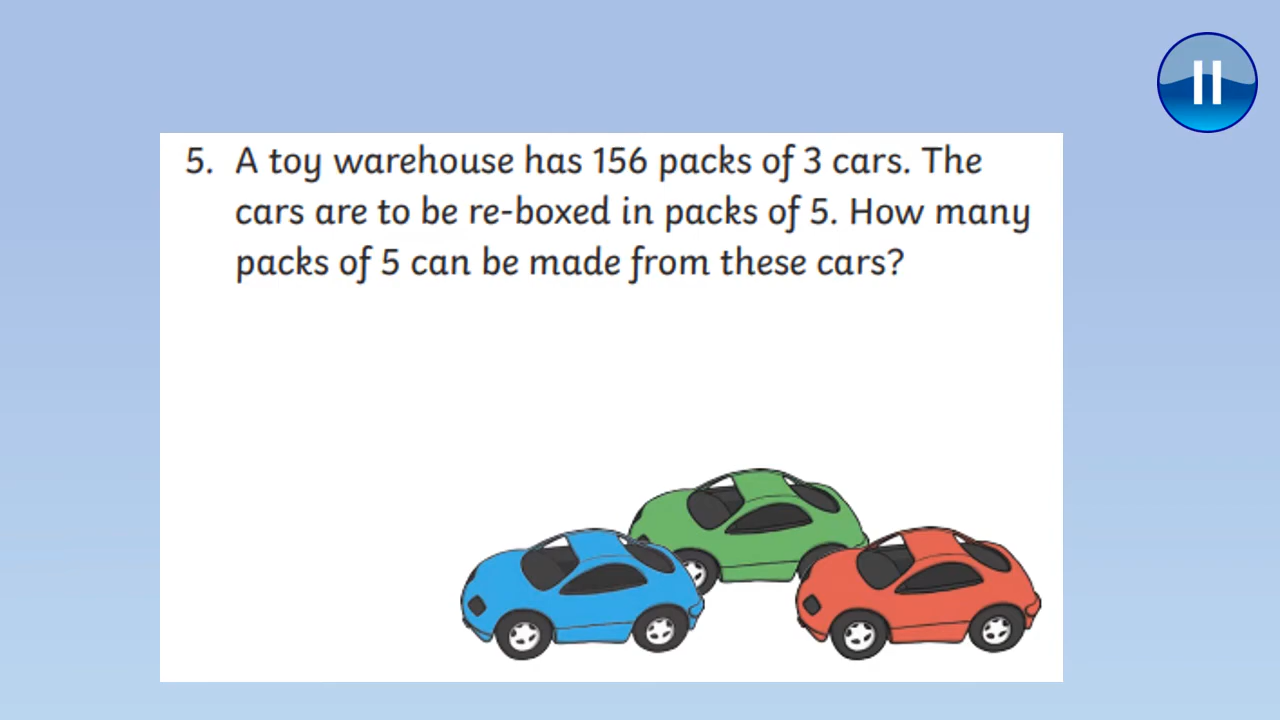 5. A toy warehouse has 156 packs of 3 cars. The
cars are to be re-boxed in packs of 5. How many
packs of 5 can be made from these cars?